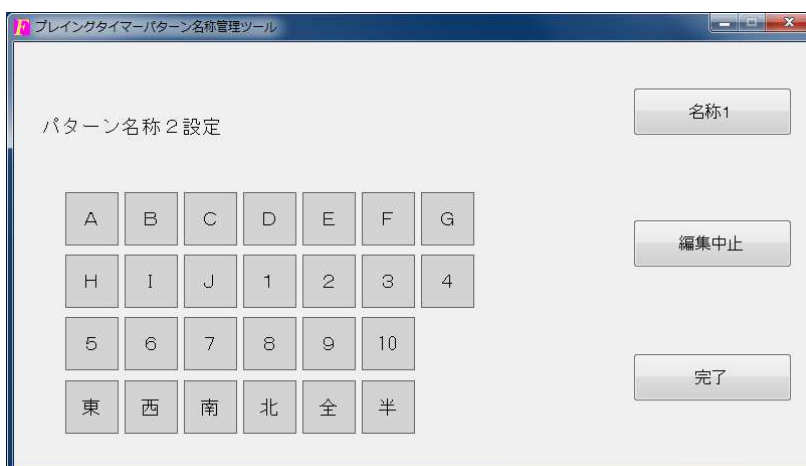 F プレイングタイマーパターン名称管理ツール
名称1
パターン名称２設定
A B C D E F G
編集中止
H I J 1 2 3 4
5 6 7 8 9 10
完了
東 西 南 北 全 半